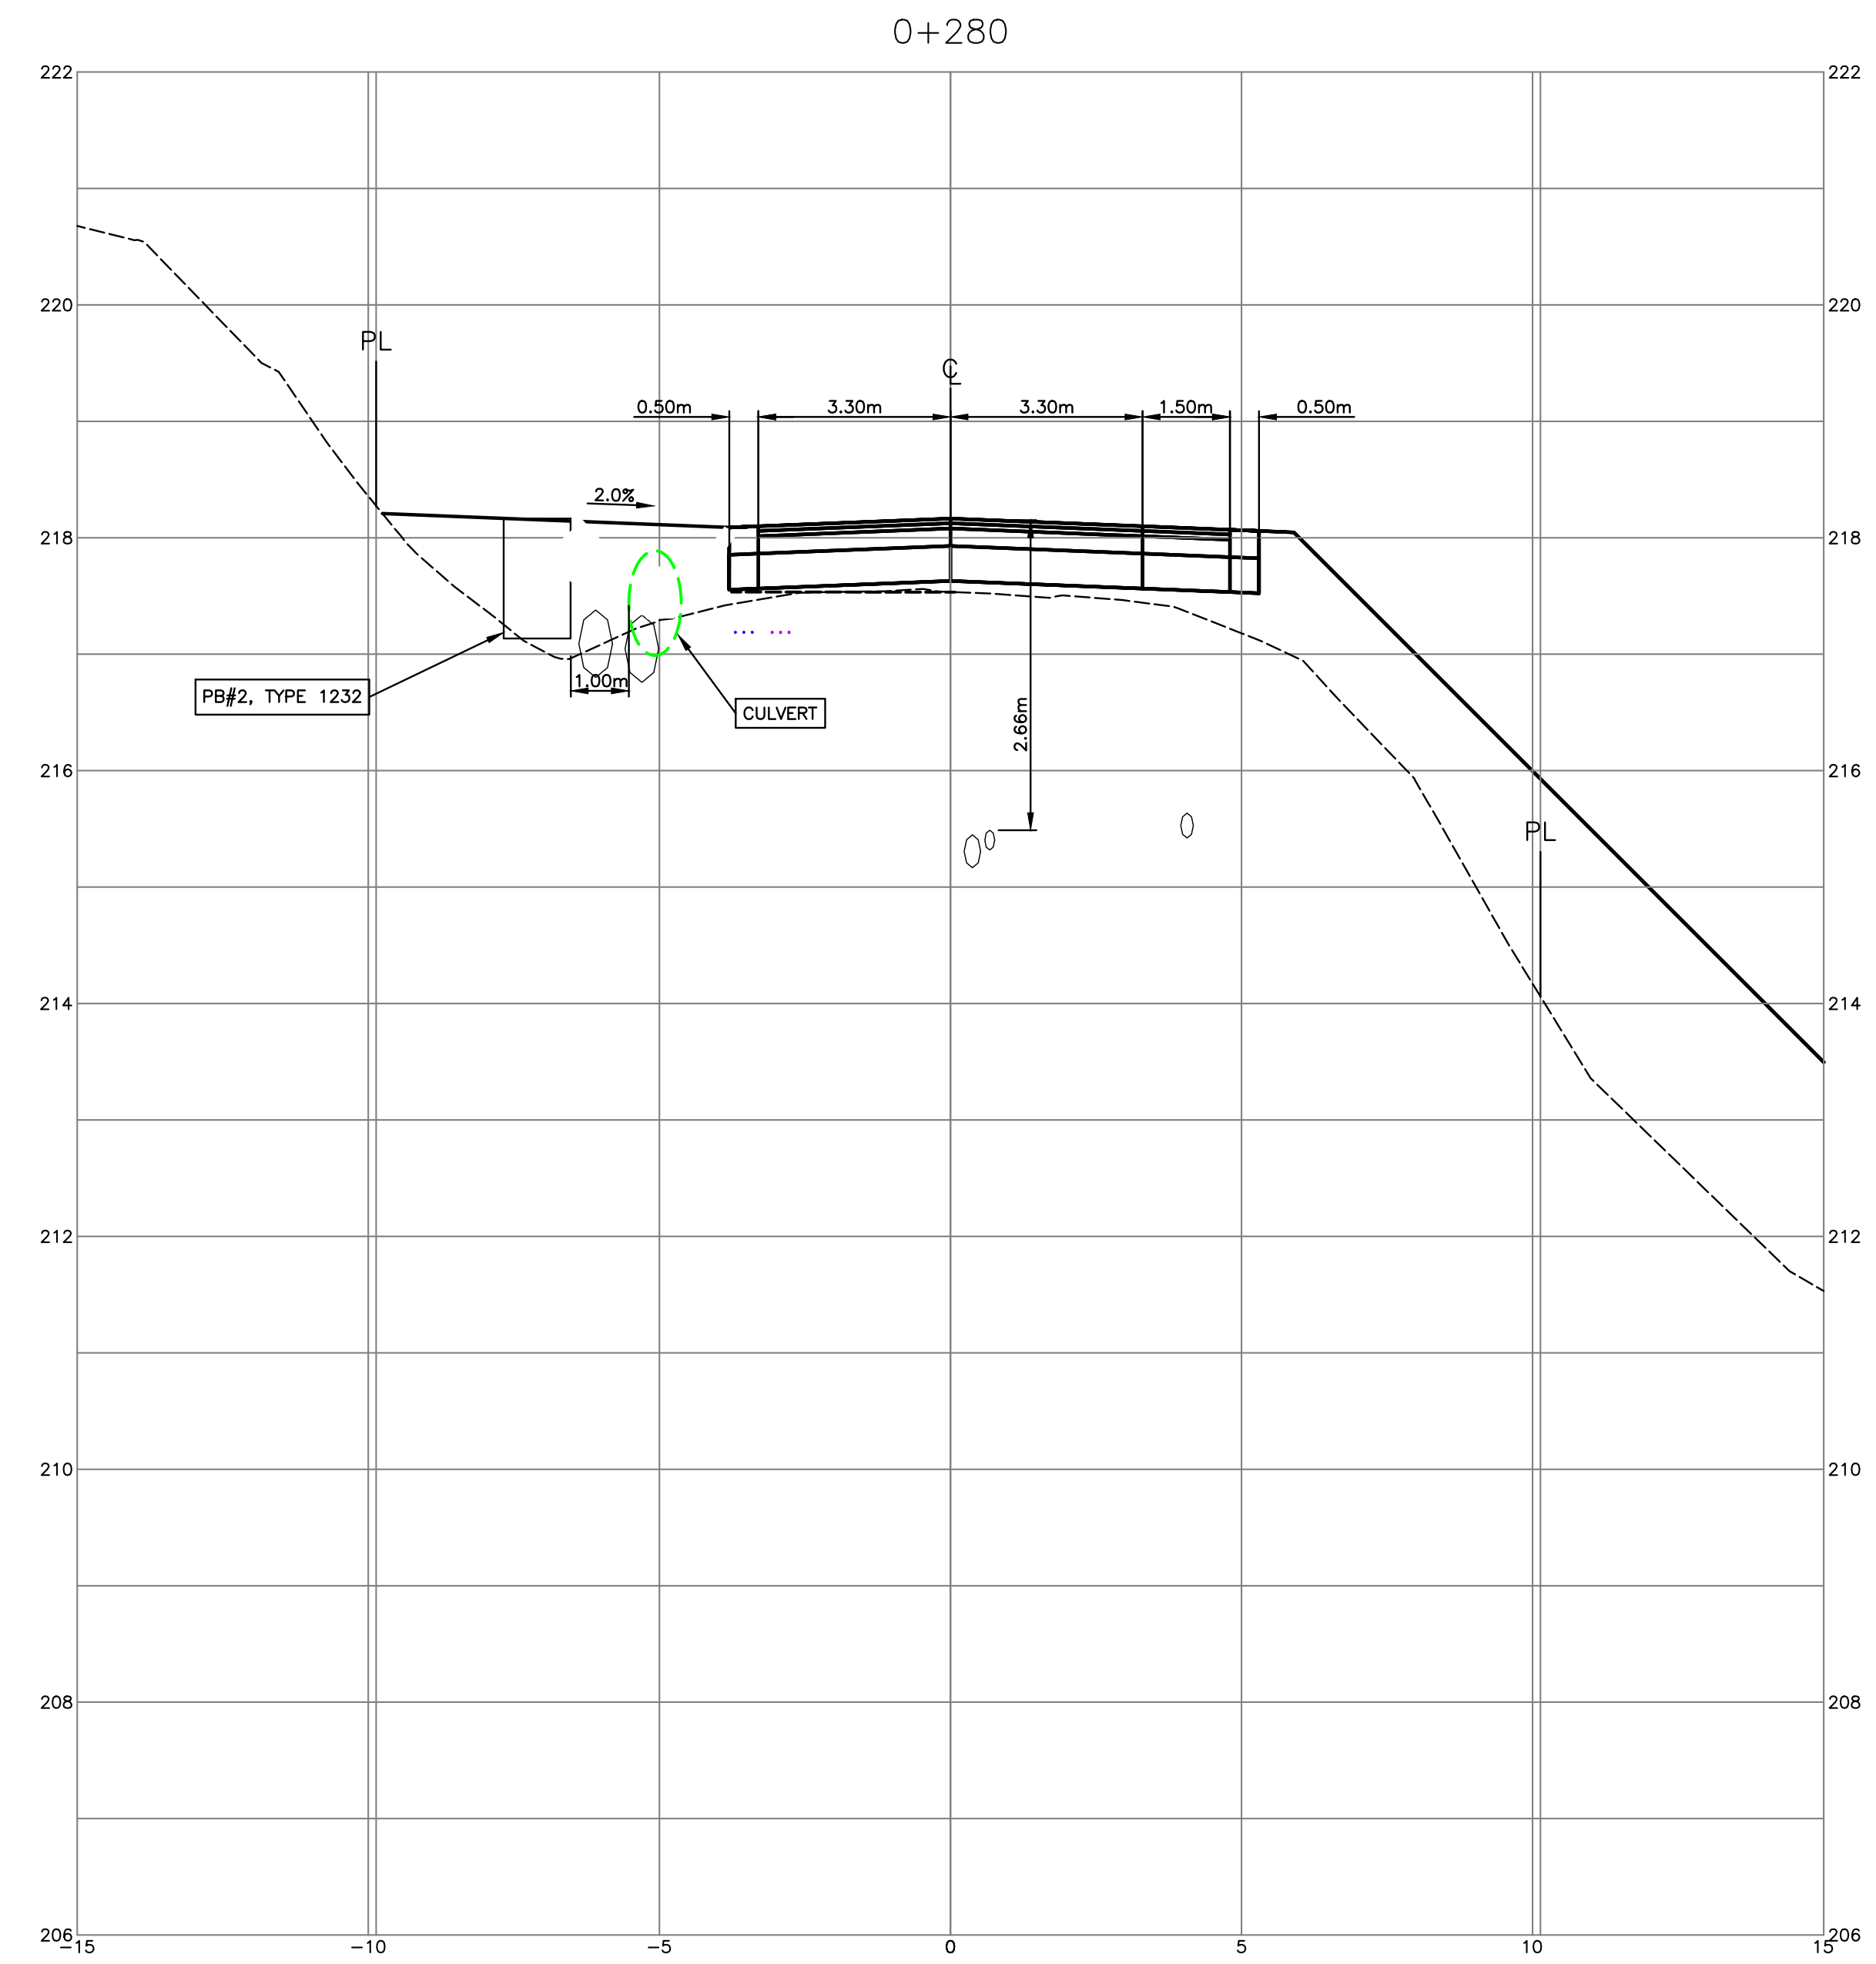 0+280
222 222
220 220
PL
CL
0.50m 3.30m 3.30m 1.50m 0.50m
2.0%
218 218
1.00m
PB#2, TYPE 1232
CULVERT
2.66m
216 216
PL
214 214
212 212
210 210
208 208
206 206
-15 -10 -5 0 5 10 15